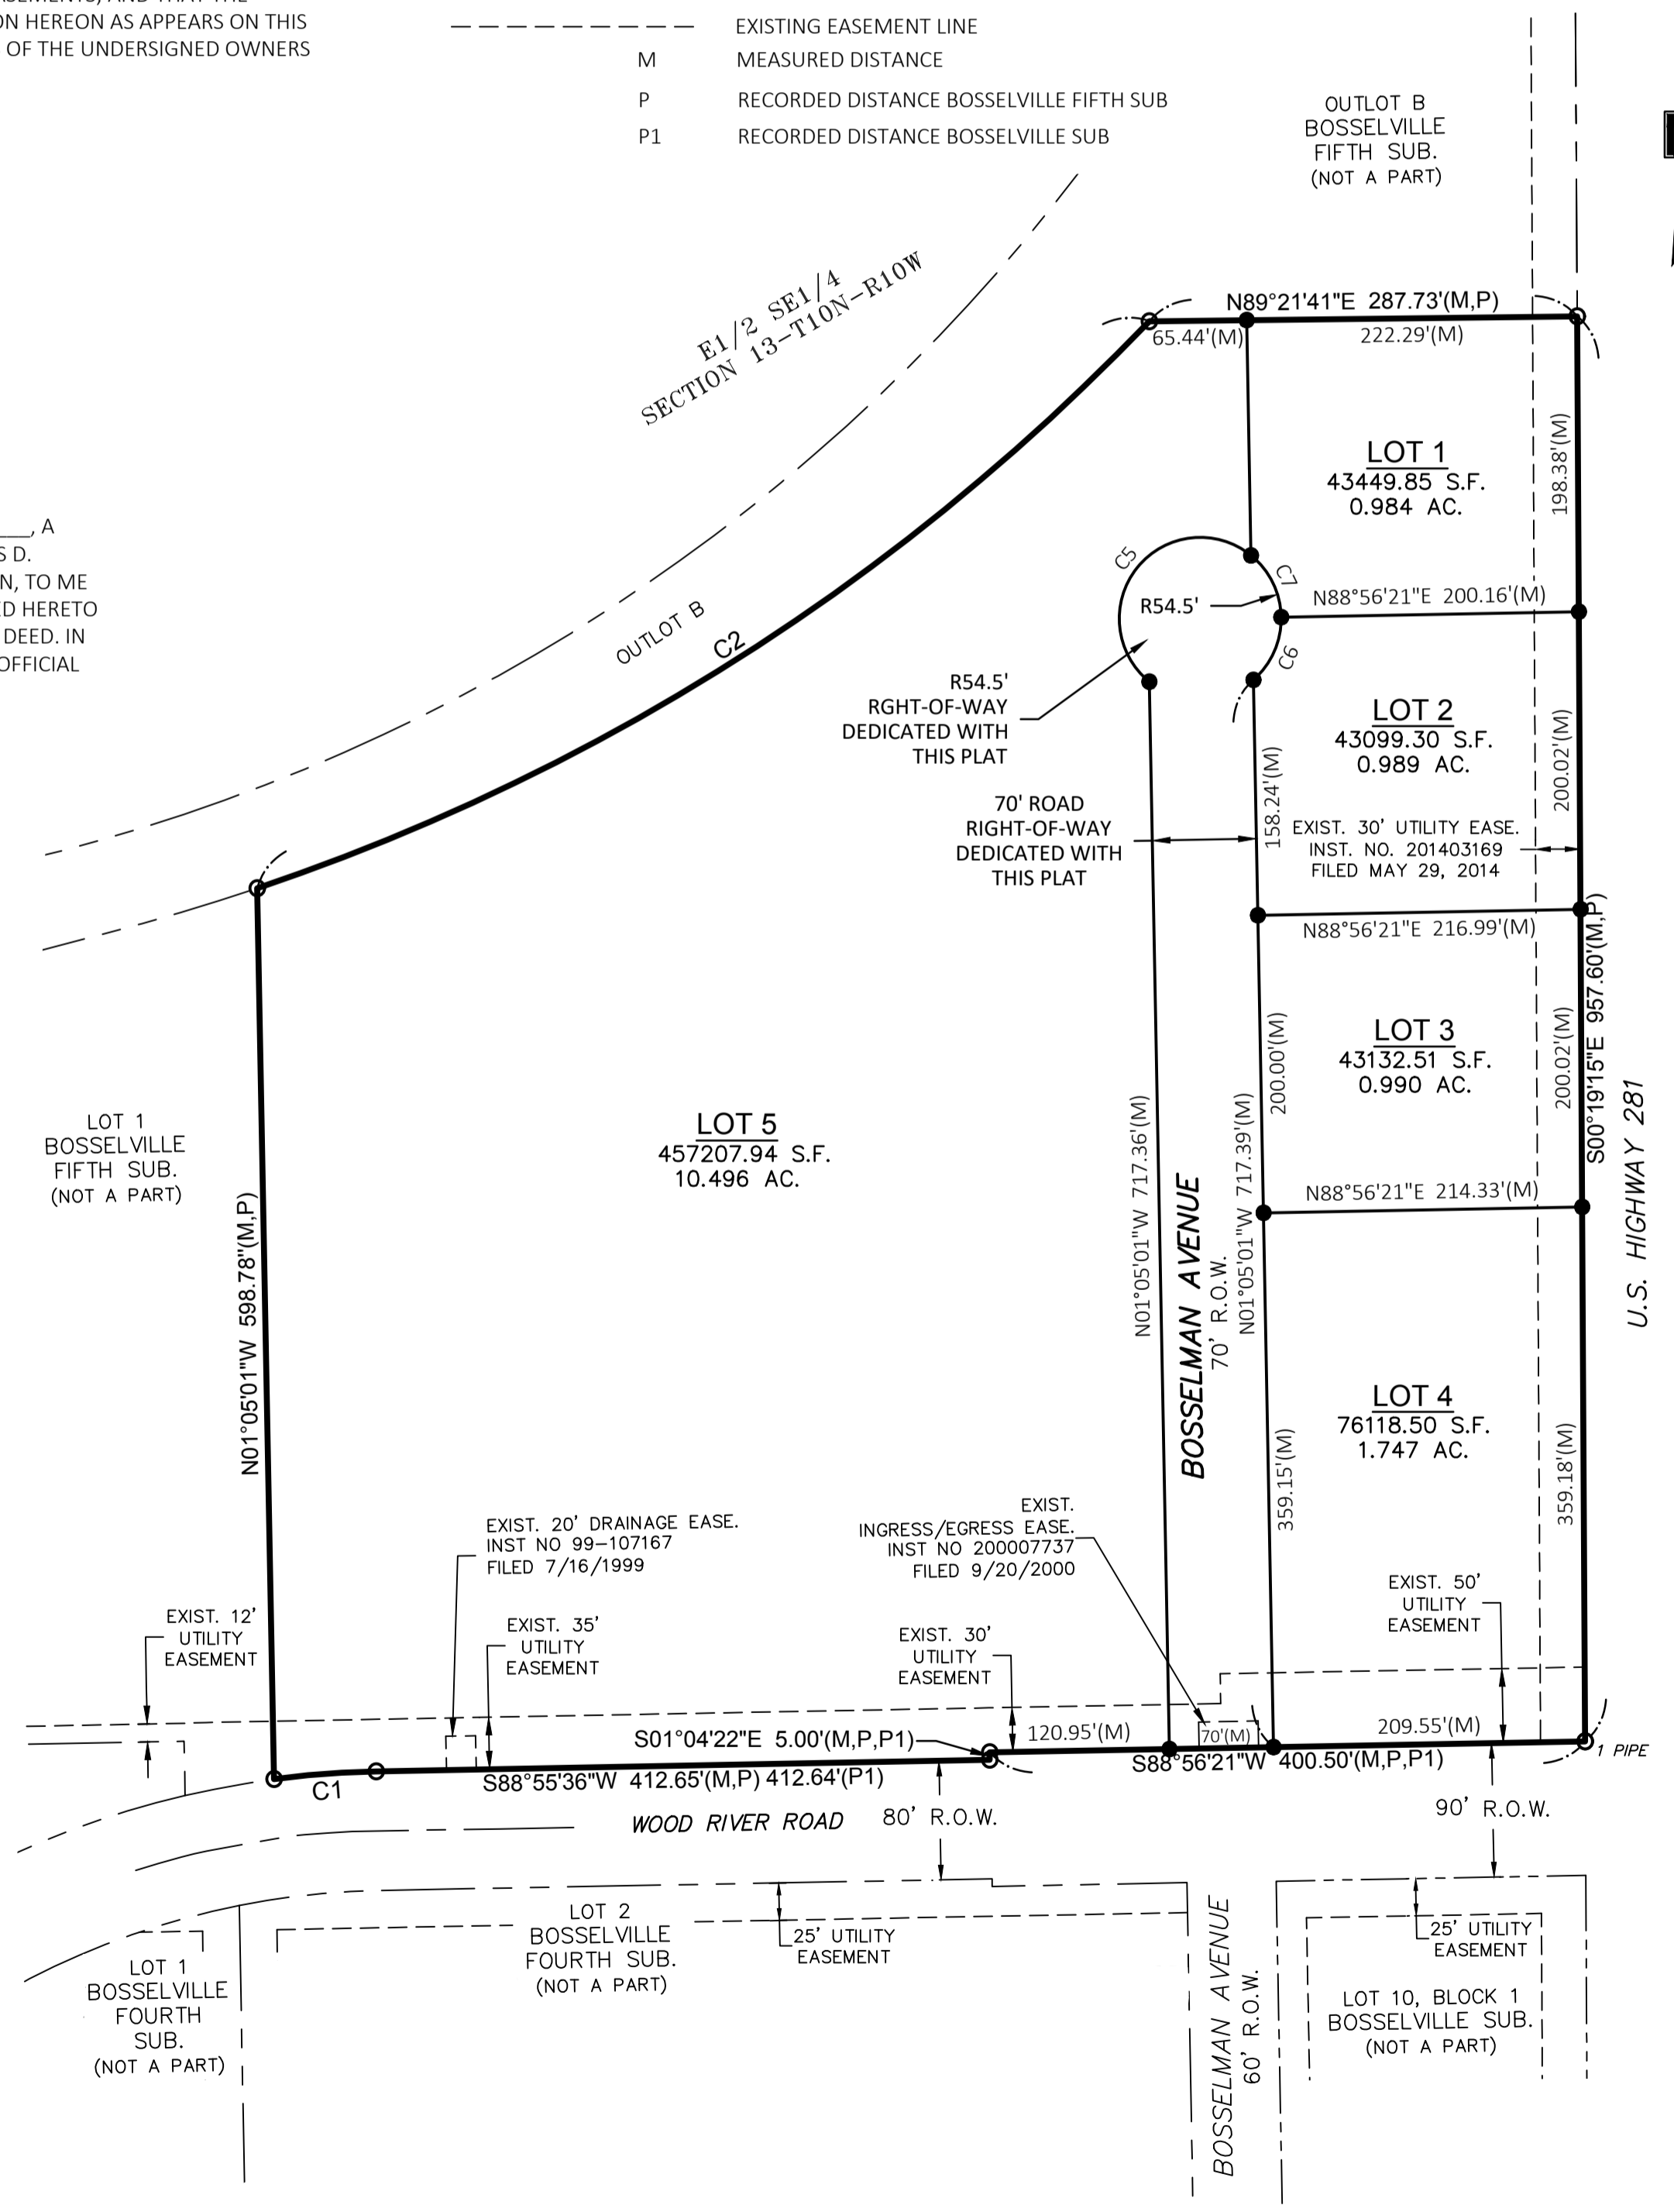 ON HEREON AS APPEARS ON THIS
OF THE UNDERSIGNED OWNERS
EXISTING EASEMENT LINE
M MEASURED DISTANCE
P RECORDED DISTANCE BOSSELVILLE FIFTH SUB
P1 RECORDED DISTANCE BOSSELVILLE SUB
OUTLOT B
BOSSELVILLE
FIFTH SUB.
(NOT A PART)
E1/2 SE1/4
SECTION 13-T10N-R10W
N89°21'41"E 287.73'(M,P)
65.44'(M)
222.29'(M)
LOT 1
43449.85 S.F.
0.984 AC.
198.38'(M)
, A
S D.
N, TO ME
ED HERETO
DEED. IN
OFFICIAL
C5
C7
R54.5'
N88°56'21"E 200.16'(M)
OUTLOT B
C2
C6
R54.5'
RGHT-OF-WAY
DEDICATED WITH
THIS PLAT
LOT 2
43099.30 S.F.
0.989 AC.
200.02'(M)
158.24'(M)
70' ROAD
RIGHT-OF-WAY
DEDICATED WITH
THIS PLAT
EXIST. 30' UTILITY EASE.
INST. NO. 201403169
FILED MAY 29, 2014
N88°56'21"E 216.99'(M)
S00°19'15"E 957.60'(M,P)
LOT 3
43132.51 S.F.
0.990 AC.
200.00'(M)
200.02'(M)
U.S. HIGHWAY 281
LOT 1
BOSSELVILLE
FIFTH SUB.
(NOT A PART)
LOT 5
457207.94 S.F.
10.496 AC.
N01°05'01"W 717.36'(M)
BOSSELMAN AVENUE
70' R.O.W.
N01°05'01"W 717.39'(M)
N88°56'21"E 214.33'(M)
N01°05'01"W 598.78"(M,P)
LOT 4
76118.50 S.F.
1.747 AC.
359.15'(M)
359.18'(M)
EXIST. 20' DRAINAGE EASE.
INST NO 99-107167
FILED 7/16/1999
EXIST.
INGRESS/EGRESS EASE.
INST NO 200007737
FILED 9/20/2000
EXIST. 12'
UTILITY
EASEMENT
EXIST. 35'
UTILITY
EASEMENT
EXIST. 30'
UTILITY
EASEMENT
EXIST. 50'
UTILITY
EASEMENT
S01°04'22"E 5.00'(M,P,P1)
120.95'(M)
70'(M)
209.55'(M)
C1
S88°55'36"W 412.65'(M,P) 412.64'(P1)
S88°56'21"W 400.50'(M,P,P1)
1 PIPE
WOOD RIVER ROAD
80' R.O.W.
90' R.O.W.
LOT 2
BOSSELVILLE
FOURTH SUB.
(NOT A PART)
25' UTILITY
EASEMENT
25' UTILITY
EASEMENT
LOT 1
BOSSELVILLE
FOURTH
SUB.
(NOT A PART)
BOSSELMAN AVENUE
60' R.O.W.
LOT 10, BLOCK 1
BOSSELVILLE SUB.
(NOT A PART)